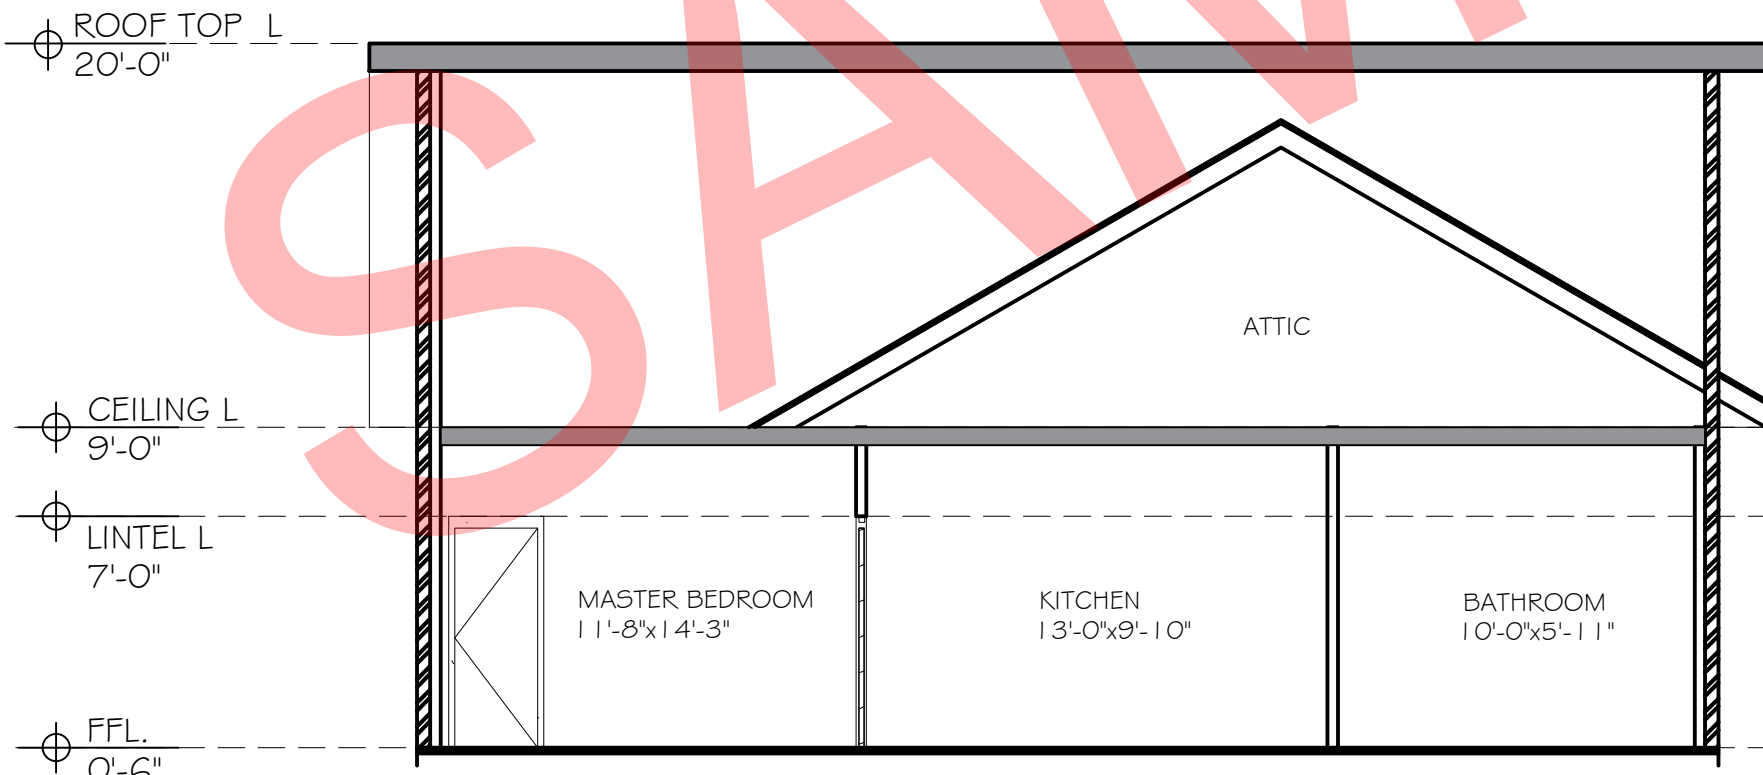 ROOF TOP L
20'-0"
ATTIC
CEILING L
9'-0"
LINTEL L
7'-0"
MASTER BEDROOM
11'-8"x14'-3"
KITCHEN
13'-0"x9'-10"
BATHROOM
10'-0"x5'-11"
FFL.
0'-6"
SAM